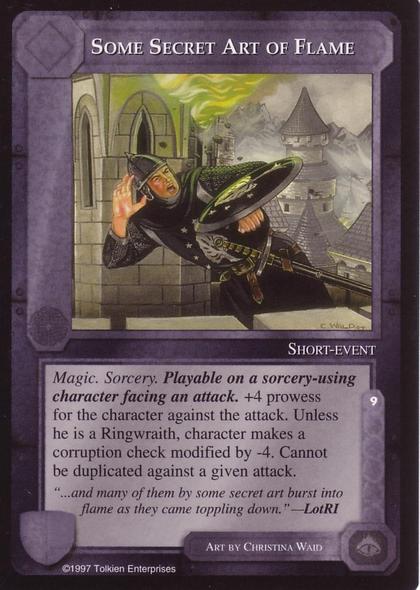 SOME SECRET ART OF FLAME
C. WAID 97
SHORT-EVENT
Magic. Sorcery. Playable on a sorcery-using
character facing an attack. +4 prowess
for the character against the attack. Unless
he is a Ringwraith, character makes a
corruption check modified by -4. Cannot
be duplicated against a given attack.
9
“...and many of them by some secret art burst into
flame as they came toppling down.”—LotRI
ART BY CHRISTINA WAID
©1997 Tolkien Enterprises